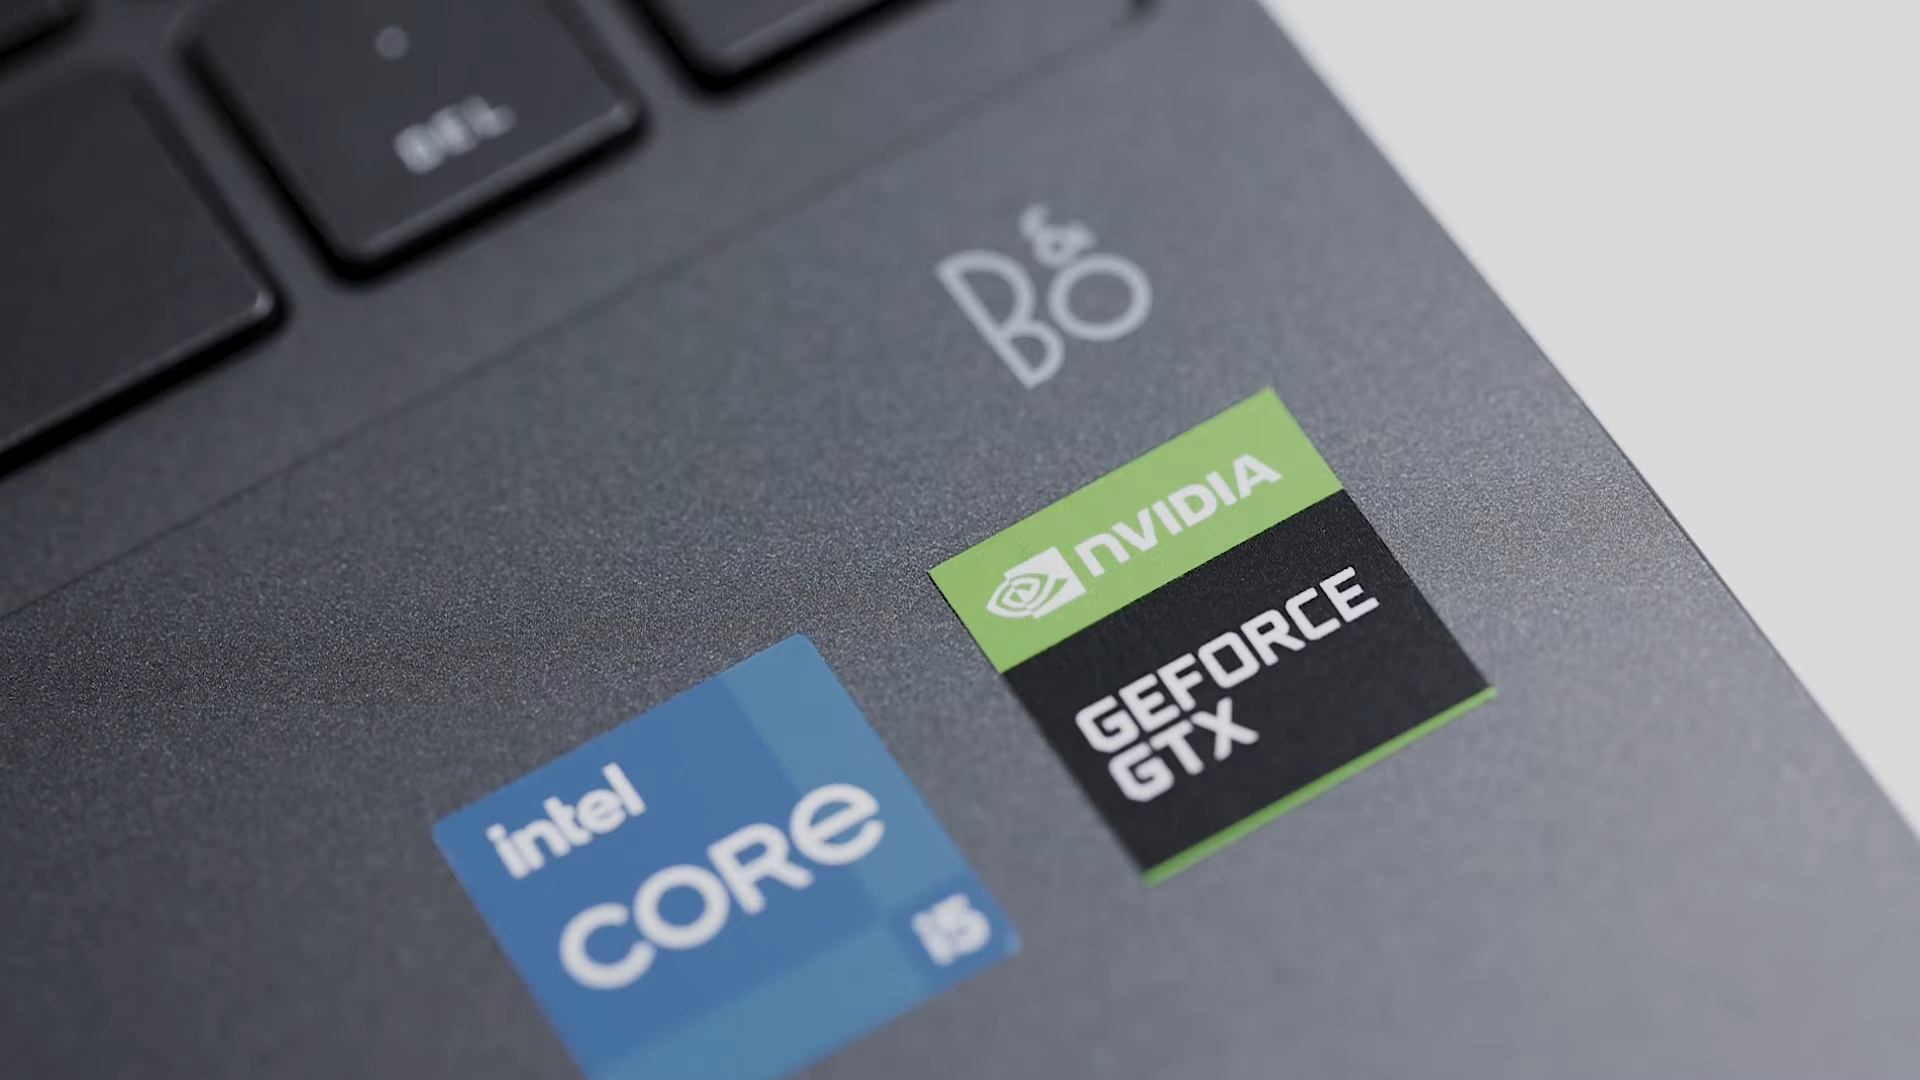 . 
DEL
B&O
NVIDIA
GEFORCE
GTX
intel
CORE
i5